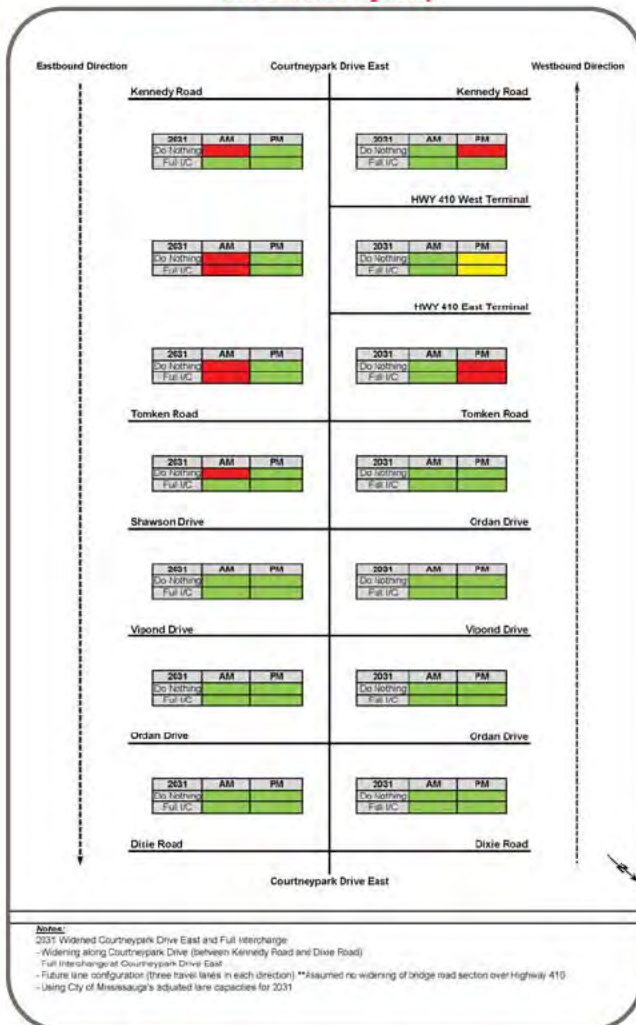 Eastbound Direction Courtneypark Drive East Westbound Direction
Kennedy Road Kennedy Road
2031 AM PM 2031 AM PM
Do Nothing Do Nothing
Full I/C Full I/C
HWY 410 West Terminal
2031 AM PM 2031 AM PM
Do Nothing Do Nothing
Full I/C Full I/C
HWY 410 East Terminal
2031 AM PM 2031 AM PM
Do Nothing Do Nothing
Full I/C Full I/C
Tomken Road Tomken Road
2031 AM PM 2031 AM PM
Do Nothing Do Nothing
Full I/C Full I/C
Shawson Drive Ordan Drive
2031 AM PM 2031 AM PM
Do Nothing Do Nothing
Full I/C Full I/C
Vipond Drive Vipond Drive
2031 AM PM 2031 AM PM
Do Nothing Do Nothing
Full I/C Full I/C
Ordan Drive Ordan Drive
2031 AM PM 2031 AM PM
Do Nothing Do Nothing
Full I/C Full I/C
Dixie Road Dixie Road
Courtneypark Drive East
N
Notes:
2031 Widened Courtneypark Drive East and Full Interchange
- Widening along Courtneypark Drive (between Kennedy Road and Dixie Road)
Full Interchange at Courtneypark Drive East
- Future lane configuration (three travel lanes in each direction) **Assumed no widening of bridge road section over Highway 410
- Using City of Mississauga's adjusted lane capacities for 2031